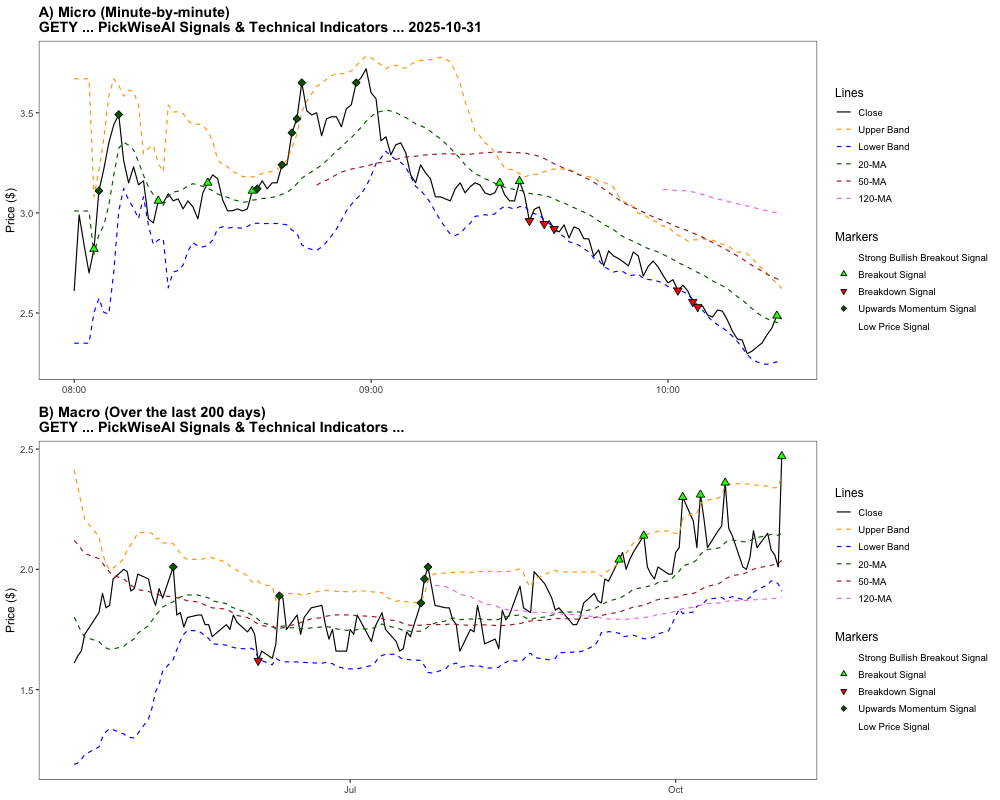 A) Micro (Minute-by-minute)
GETY ... PickWiseAI Signals & Technical Indicators ... 2025-10-31
Price ($)
3.5
3.0
2.5
08:00
09:00
10:00
Lines
Close
Upper Band
Lower Band
20-MA
50-MA
120-MA
Markers
Strong Bullish Breakout Signal
Breakout Signal
Breakdown Signal
Upwards Momentum Signal
Low Price Signal
B) Macro (Over the last 200 days)
GETY ... PickWiseAI Signals & Technical Indicators ...
Price ($)
2.5
2.0
1.5
Jul
Oct
Lines
Close
Upper Band
Lower Band
20-MA
50-MA
120-MA
Markers
Strong Bullish Breakout Signal
Breakout Signal
Breakdown Signal
Upwards Momentum Signal
Low Price Signal